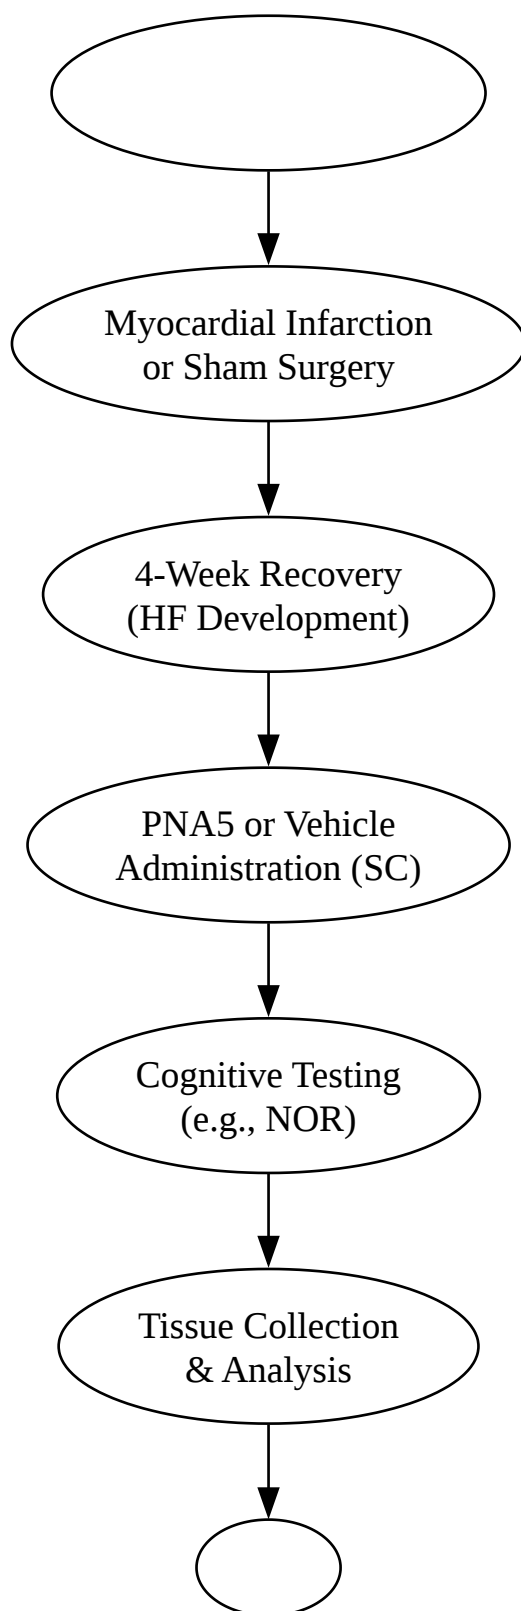 Myocardial Infarction
or Sham Surgery
4-Week Recovery
(HF Development)
PNA5 or Vehicle
Administration (SC)
Cognitive Testing
(e.g., NOR)
Tissue Collection
& Analysis